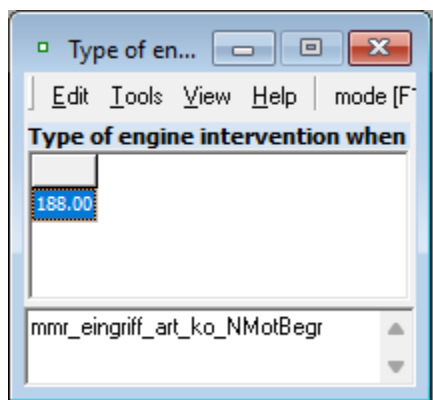 Type of en...
Edit Tools View Help mode [F
Type of engine intervention when
188.00
mmr_eingriff_art_ko_NMotBegr